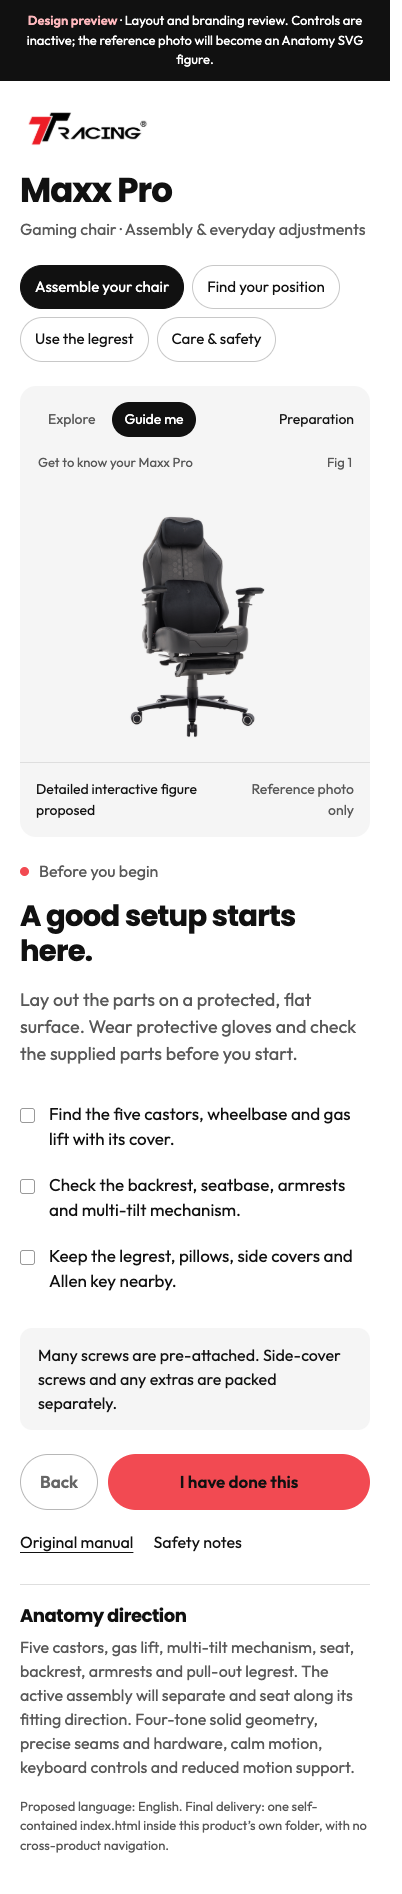 Design preview · Layout and branding review. Controls are
inactive; the reference photo will become an Anatomy SVG
figure.
TTRACING®
Maxx Pro
Gaming chair · Assembly & everyday adjustments
Assemble your chair
Find your position
Use the legrest
Care & safety
Explore
Guide me
Preparation
Get to know your Maxx Pro
Fig 1
Detailed interactive figure
proposed
Reference photo
only
Before you begin
A good setup starts
here.
Lay out the parts on a protected, flat
surface. Wear protective gloves and check
the supplied parts before you start.
Find the five castors, wheelbase and gas
lift with its cover.
Check the backrest, seatbase, armrests
and multi-tilt mechanism.
Keep the legrest, pillows, side covers and
Allen key nearby.
Many screws are pre-attached. Side-cover
screws and any extras are packed
separately.
Back
I have done this
Original manual
Safety notes
Anatomy direction
Five castors, gas lift, multi-tilt mechanism, seat,
backrest, armrests and pull-out legrest. The
active assembly will separate and seat along its
fitting direction. Four-tone solid geometry,
precise seams and hardware, calm motion,
keyboard controls and reduced motion support.
Proposed language: English. Final delivery: one self-
contained index.html inside this product's own folder, with no
cross-product navigation.